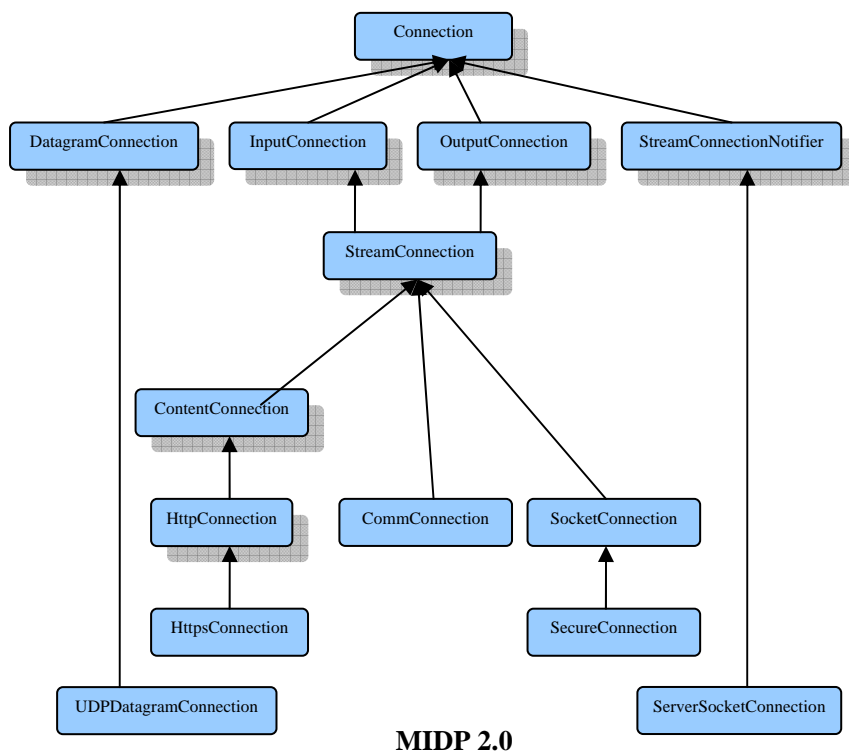 Connection
DatagramConnection
InputConnection
OutputConnection
StreamConnectionNotifier
StreamConnection
ContentConnection
HttpConnection
CommConnection
SocketConnection
HttpsConnection
SecureConnection
UDPDatagramConnection
ServerSocketConnection
MIDP 2.0